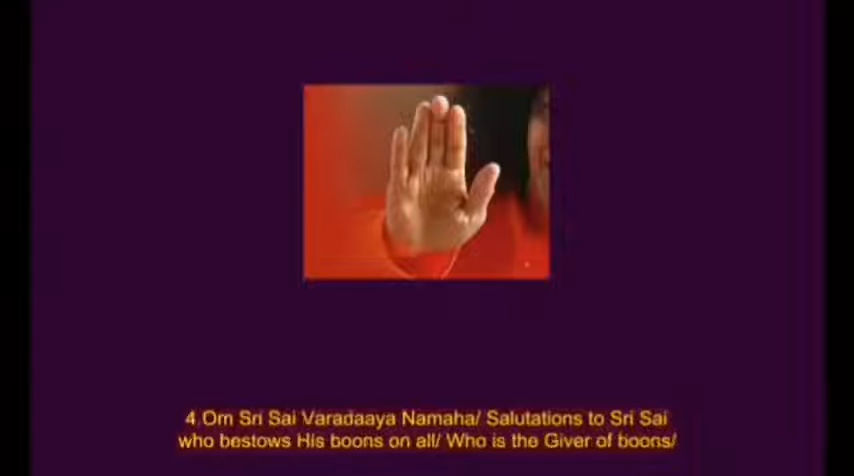 4.Om Sri Sai Varadaaya Namaha/ Salutations to Sri Sai
who bestows His boons on all/ Who is the Giver of boons/